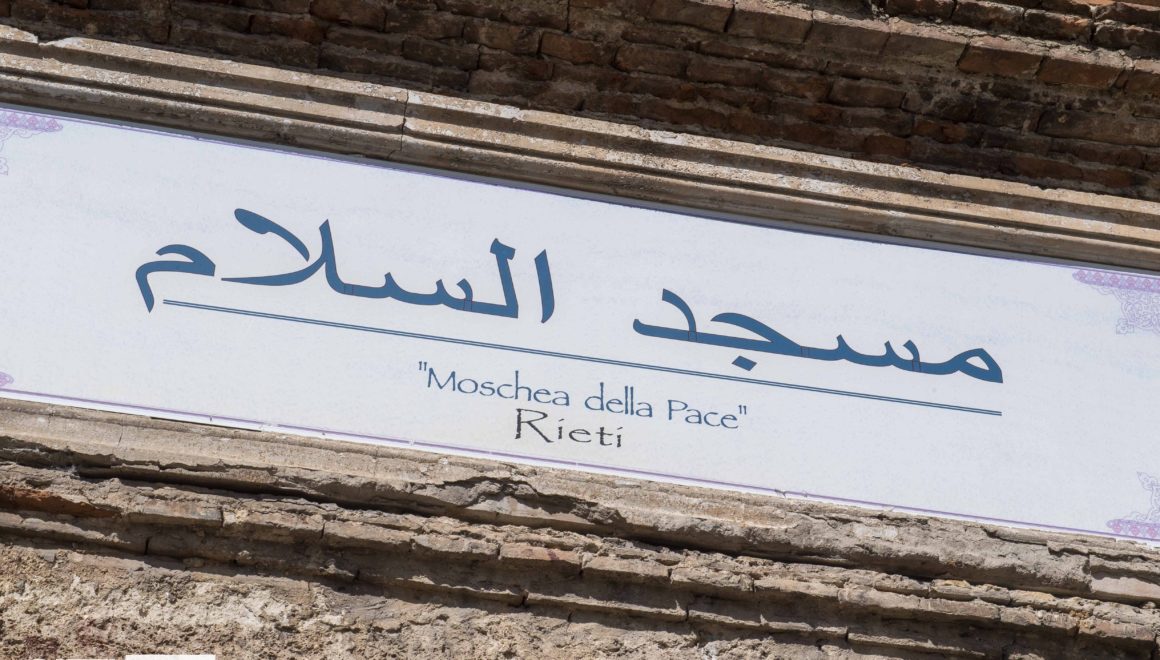 مسجد السلام
"Moschea della Pace"
Rieti